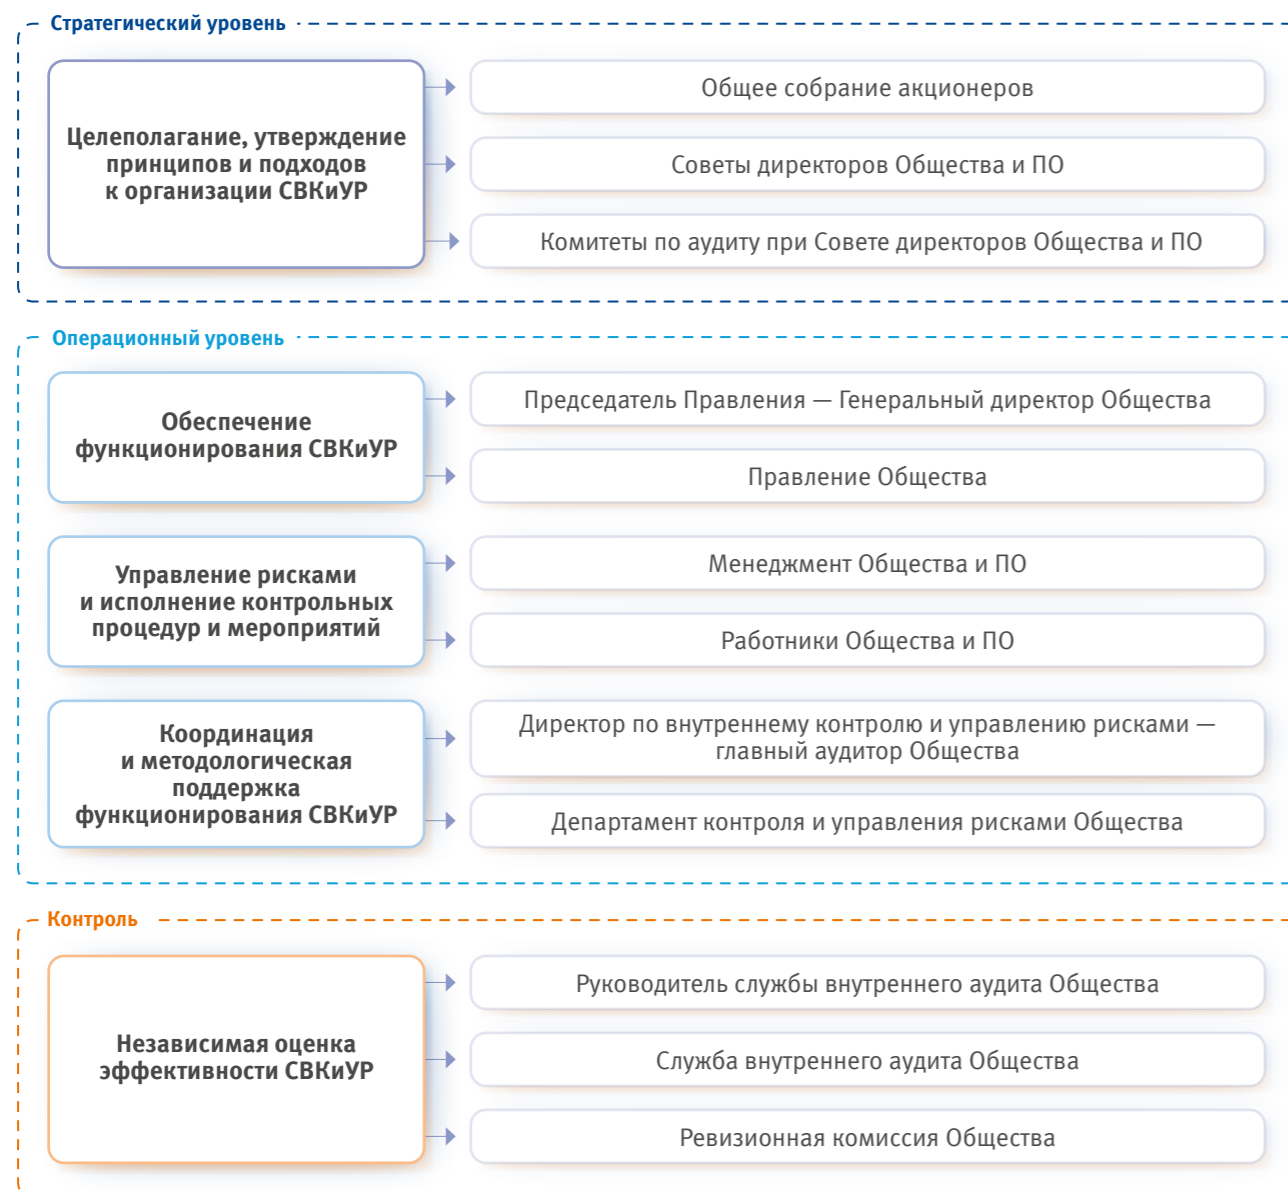 Стратегический уровень
Целеполагание, утверждение
принципов и подходов
к организации СВКиУР
Общее собрание акционеров
Советы директоров Общества и ПО
Комитеты по аудиту при Совете директоров Общества и ПО
Операционный уровень
Обеспечение
функционирования СВКиУР
Председатель Правления — Генеральный директор Общества
Правление Общества
Управление рисками
и исполнение контрольных
процедур и мероприятий
Менеджмент Общества и ПО
Работники Общества и ПО
Координация
и методологическая
поддержка
функционирования СВКиУР
Директор по внутреннему контролю и управлению рисками —
главный аудитор Общества
Департамент контроля и управления рисками Общества
Контроль
Независимая оценка
эффективности СВКиУР
Руководитель службы внутреннего аудита Общества
Служба внутреннего аудита Общества
Ревизионная комиссия Общества